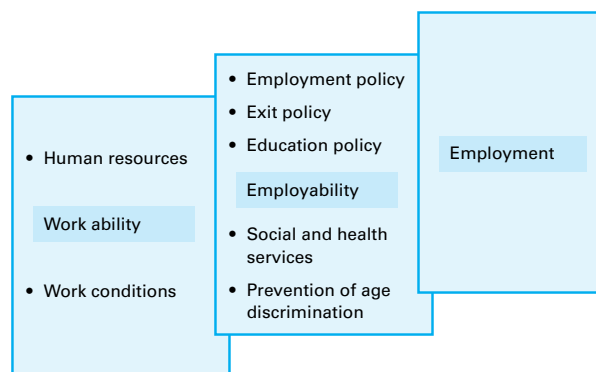 • Human resources
Work ability
• Work conditions
• Employment policy
• Exit policy
• Education policy
Employability
• Social and health
services
• Prevention of age
discrimination
Employment